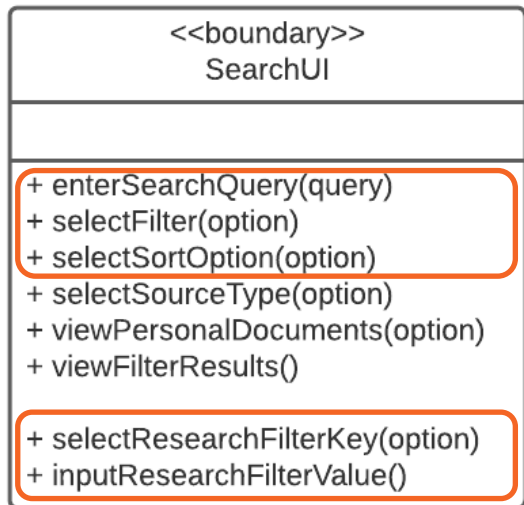 <<boundary>>
SearchUI
+ enterSearchQuery(query)
+ selectFilter(option)
+ selectSortOption(option)
+ selectSourceType(option)
+ viewPersonalDocuments(option)
+ viewFilterResults()
+ selectResearchFilterKey(option)
+ inputResearchFilterValue()